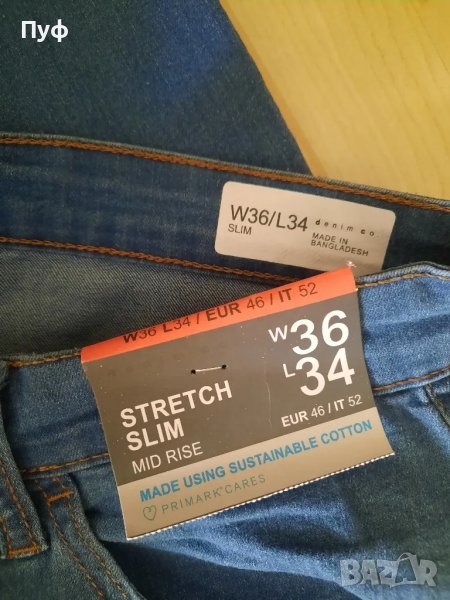 Пуф
W36/L34 denim co.
SLIM MADE IN
BANGLADESH
W36 L34 / EUR 46 / IT 52
W36
L34
EUR 46 / IT 52
STRETCH
SLIM
MID RISE
MADE USING SUSTAINABLE COTTON
PRIMARK CARES
BAZAR